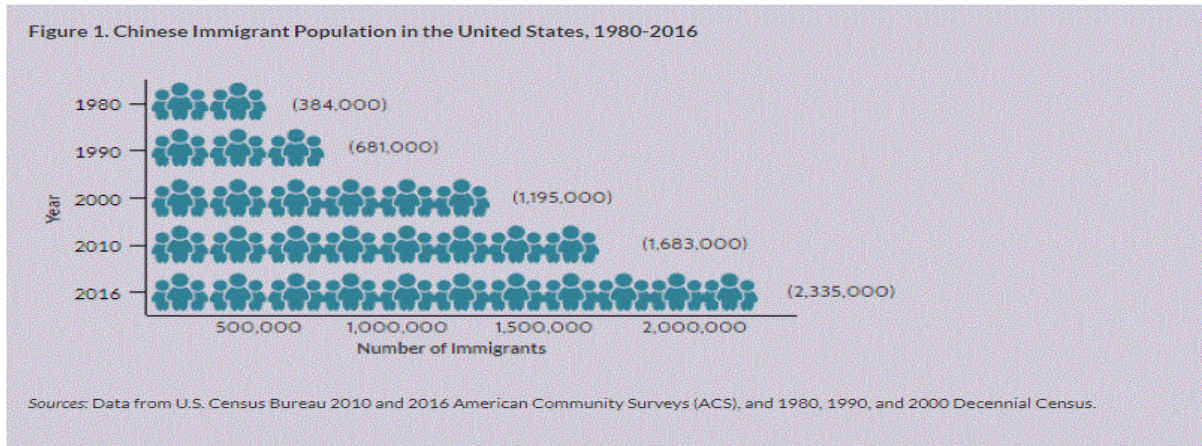 Figure 1. Chinese Immigrant Population in the United States, 1980-2016
1980 (384,000)
1990 (681,000)
2000 (1,195,000)
2010 (1,683,000)
2016 (2,335,000)
Year
500,000 1,000,000 1,500,000 2,000,000
Number of Immigrants
Sources: Data from U.S. Census Bureau 2010 and 2016 American Community Surveys (ACS), and 1980, 1990, and 2000 Decennial Census.